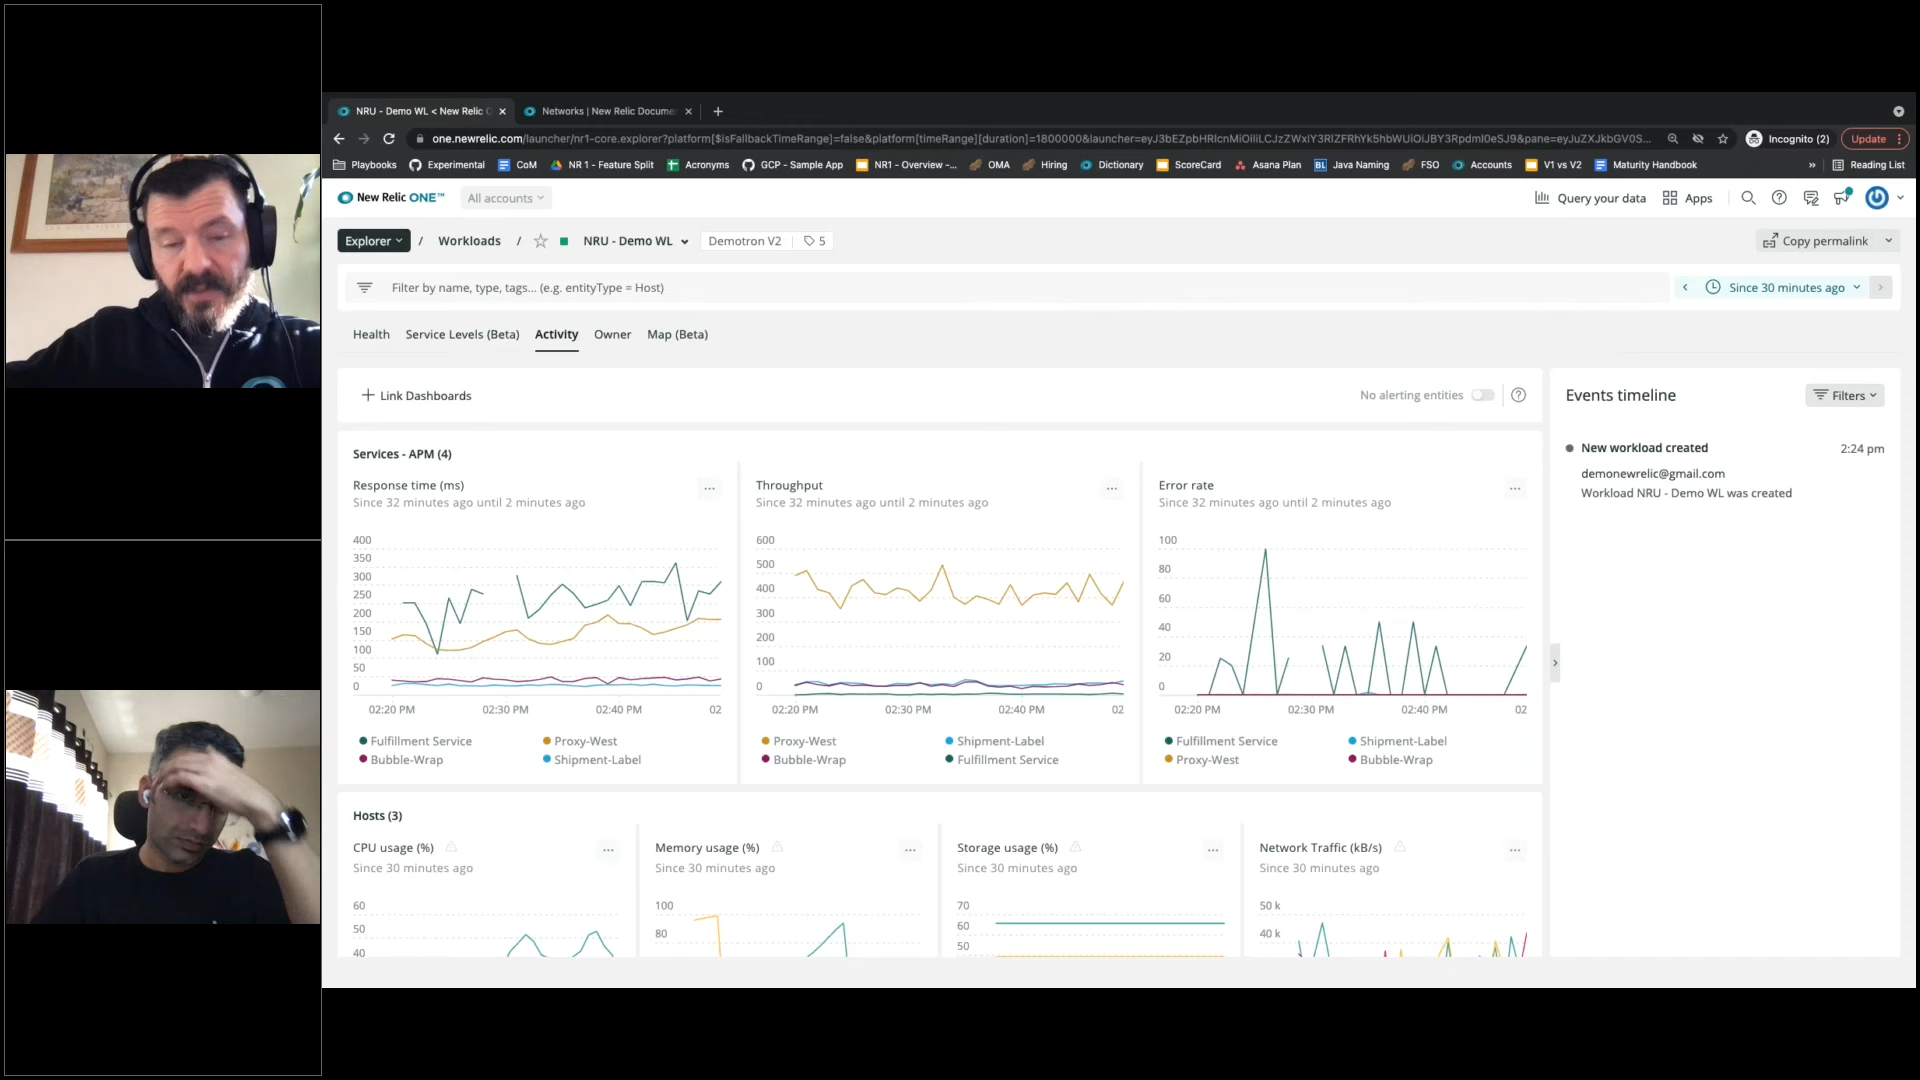 NRU - Demo WL < New Relic
Networks | New Relic Docume
one.newrelic.com/launcher/nr1-core.explorer?platform[$isFallbackTimeRange]=false&platform[timeRange][duration]=1800000&launcher=
Incognito (2)
Update
Playbooks
Experimental
CoM
NR 1 - Feature Split
Acronyms
GCP - Sample App
NR1 - Overview -...
OMA
Hiring
Dictionary
ScoreCard
Asana Plan
BL Java Naming
FSO
Accounts
V1 vs V2
Maturity Handbook
»
Reading List
New Relic ONE™
All accounts
Query your data
Apps
Explorer / Workloads / NRU - Demo WL
Demotron V2
5
Copy permalink
Filter by name, type, tags... (e.g. entityType = Host)
Since 30 minutes ago
Health
Service Levels (Beta)
Activity
Owner
Map (Beta)
+ Link Dashboards
No alerting entities
Services - APM (4)
Response time (ms)
Since 32 minutes ago until 2 minutes ago
400
350
300
250
200
150
100
50
0
02:20 PM 02:30 PM 02:40 PM 02
Fulfillment Service
Proxy-West
Bubble-Wrap
Shipment-Label
Throughput
Since 32 minutes ago until 2 minutes ago
600
500
400
300
200
100
0
02:20 PM 02:30 PM 02:40 PM 02
Proxy-West
Shipment-Label
Bubble-Wrap
Fulfillment Service
Error rate
Since 32 minutes ago until 2 minutes ago
100
80
60
40
20
0
02:20 PM 02:30 PM 02:40 PM 02
Fulfillment Service
Shipment-Label
Proxy-West
Bubble-Wrap
Hosts (3)
CPU usage (%)
Since 30 minutes ago
60
50
40
Memory usage (%)
Since 30 minutes ago
100
80
Storage usage (%)
Since 30 minutes ago
70
60
50
Network Traffic (kB/s)
Since 30 minutes ago
50 k
40 k
Events timeline
Filters
New workload created
2:24 pm
demonewrelic@gmail.com
Workload NRU - Demo WL was created